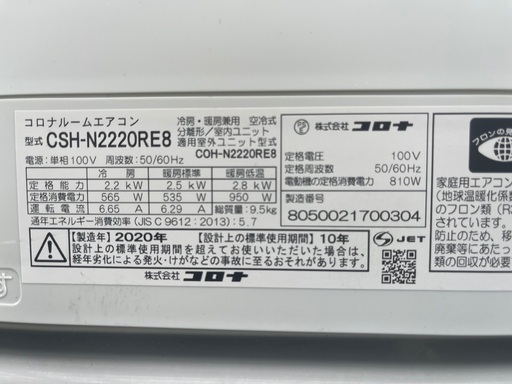 コロナルームエアコン
型式 CSH-N2220RE8
冷房・暖房兼用 空冷式
分離形/室内ユニット
適用室外ユニット型式
COH-N2220RE8
電源:単相100V 周波数:50/60Hz
冷房 暖房標準 暖房低温
定格能力 2.2 kW 2.5 kW 2.8 kW
定格消費電力 565 W 535 W 950 W
運転電流 6.65 A 6.29 A 総質量:9.5kg
通年エネルギー消費効率(JIS C 9612:2013):5.7
株式会社 コロナ
定格電圧 100V
定格周波数 50/60Hz
電動機の定格消費電力 810W
製造番号
8050021700304
【製造年】2020年 【設計上の標準使用期間】10年
設計上の標準使用期間を超えてお使いいただいた場合は、
経年劣化による発火・けがなどの事故に至るおそれがあります。
株式会社 コロナ
JET
フロンの見
家庭用エアコン
(地球温暖化係数
のフロン類(R
されています。
防止のため、移
廃棄等にあたっ
類の回収が必要
す